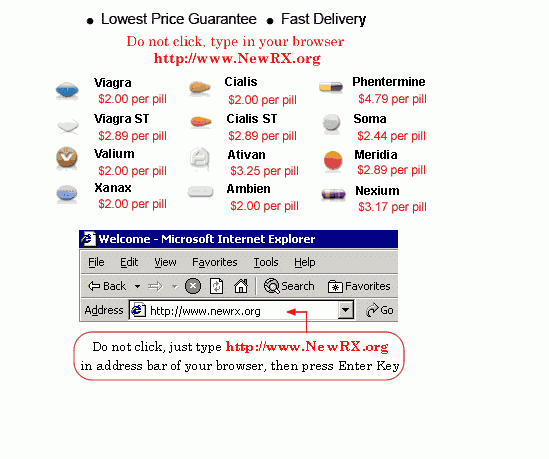 ● Lowest Price Guarantee ● Fast Delivery
Do not click, type in your browser
http://www.NewRX.org
Viagra Cialis Phentermine
$2.00 per pill $2.00 per pill $4.79 per pill
Viagra ST Cialis ST Soma
$2.89 per pill $2.89 per pill $2.44 per pill
Valium Ativan Meridia
$2.00 per pill $3.25 per pill $2.89 per pill
Xanax Ambien Nexium
$2.00 per pill $2.00 per pill $3.17 per pill
Welcome - Microsoft Internet Explorer
File Edit View Favorites Tools Help
Back Search Favorites
Address http://www.newrx.org Go
Do not click, just type http://www.NewRX.org
in address bar of your browser, then press Enter Key